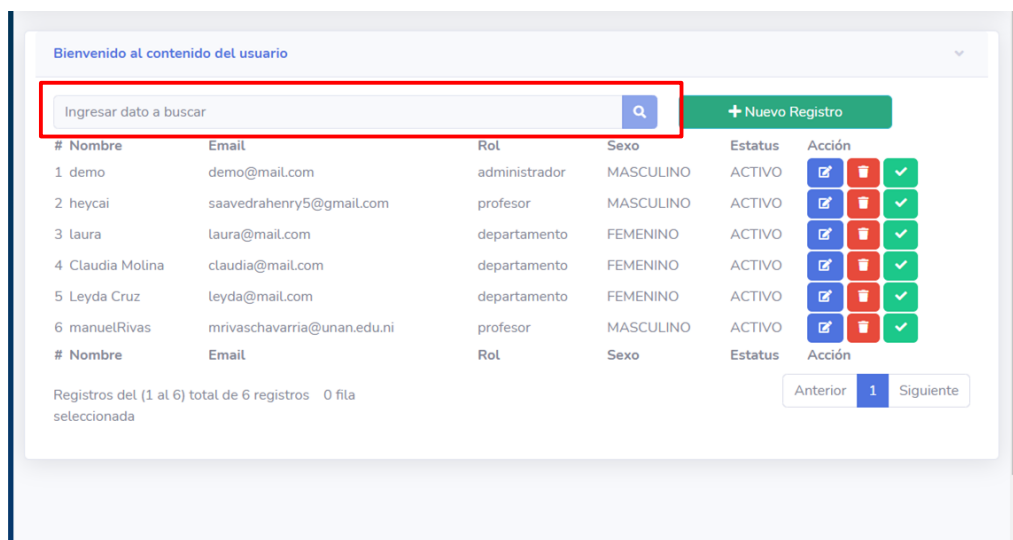 Bienvenido al contenido del usuario
Ingresar dato a buscar
Nuevo Registro
# Nombre Email Rol Sexo Estatus Acción
1 demo demo@mail.com administrador MASCULINO ACTIVO
2 heycai saavedrahenry5@gmail.com profesor MASCULINO ACTIVO
3 laura laura@mail.com departamento FEMENINO ACTIVO
4 Claudia Molina claudia@mail.com departamento FEMENINO ACTIVO
5 Leyda Cruz leyda@mail.com departamento FEMENINO ACTIVO
6 manuelRivas mrivaschavarria@unan.edu.ni profesor MASCULINO ACTIVO
# Nombre Email Rol Sexo Estatus Acción
Registros del (1 al 6) total de 6 registros 0 fila
seleccionada
Anterior 1 Siguiente